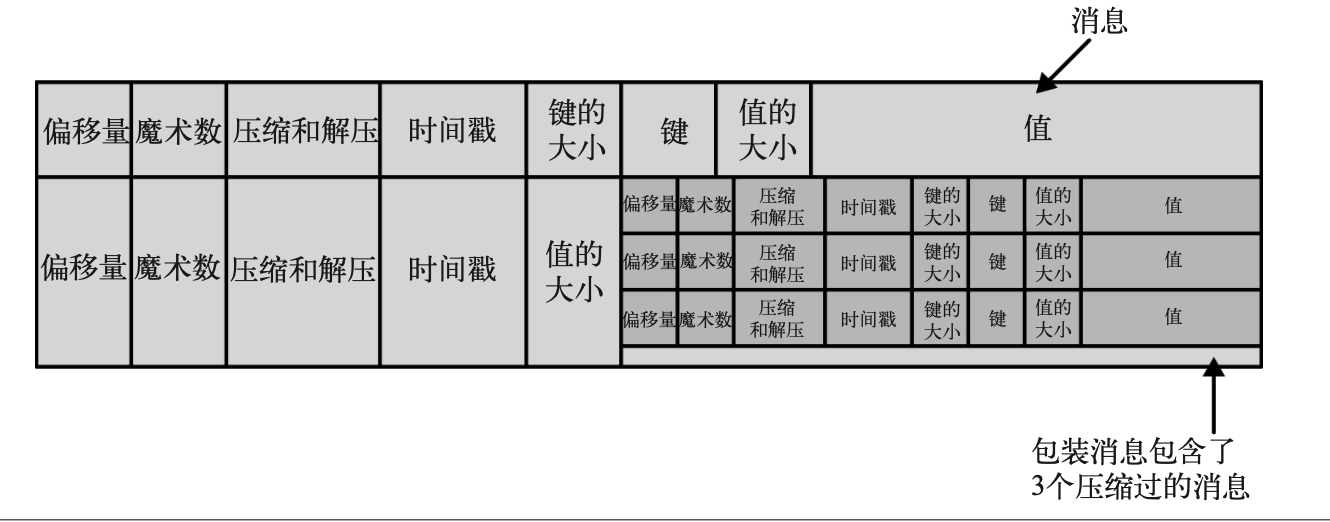 消息
偏移量 魔术数 压缩和解压 时间戳 键的 键 值的 值
大小 大小
偏移量 魔术数 压缩和解压 时间戳 值的
大小
偏移量 魔术数 压缩 时间戳 键的 键 值的 值
和解压 大小 大小
偏移量 魔术数 压缩 时间戳 键的 键 值的 值
和解压 大小 大小
偏移量 魔术数 压缩 时间戳 键的 键 值的 值
和解压 大小 大小
包装消息包含了
3个压缩过的消息